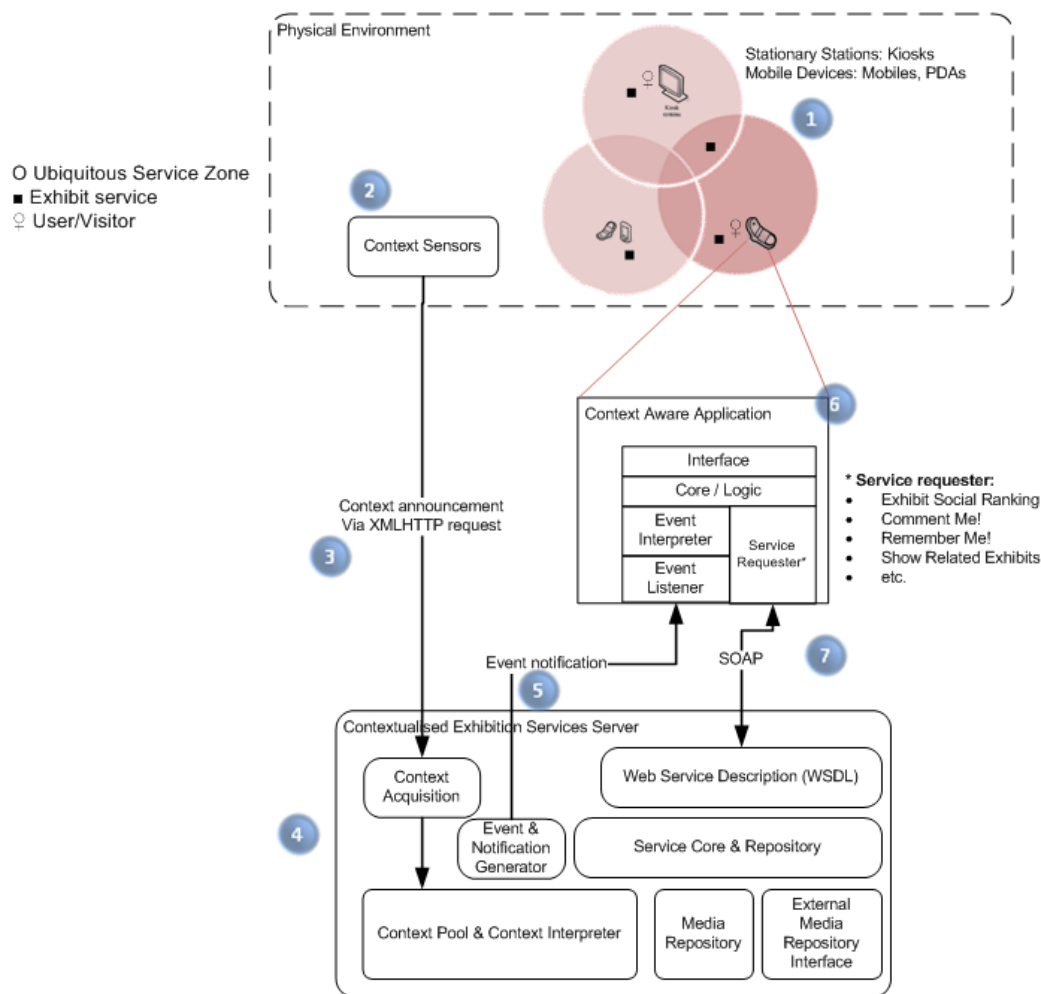 Physical Environment
Stationary Stations: Kiosks
Mobile Devices: Mobiles, PDAs
1
O Ubiquitous Service Zone
■ Exhibit service
♀ User/Visitor
2
Context Sensors
Context announcement
Via XMLHTTP request
3
6
Context Aware Application
Interface
Core / Logic
Event
Interpreter
Event
Listener
Service
Requester*
* Service requester:
• Exhibit Social Ranking
• Comment Me!
• Remember Me!
• Show Related Exhibits
• etc.
Event notification
SOAP
7
5
Contextualised Exhibition Services Server
Context
Acquisition
Web Service Description (WSDL)
4
Event &
Notification
Generator
Service Core & Repository
Context Pool & Context Interpreter
Media
Repository
External
Media
Repository
Interface